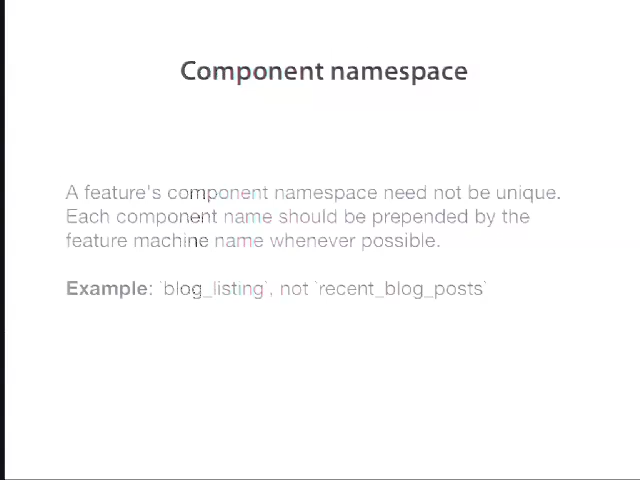 Component namespace
A feature's component namespace need not be unique.
Each component name should be prepended by the
feature machine name whenever possible.
Example: `blog_listing`, not `recent_blog_posts`